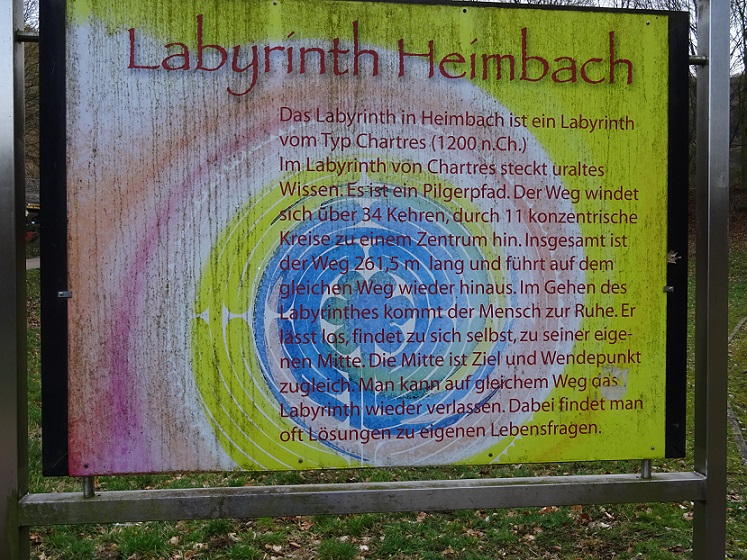 Labyrinth Heimbach
Das Labyrinth in Heimbach ist ein Labyrinth
vom Typ Chartres (1200 n.Ch.)
Im Labyrinth von Chartres steckt uraltes
Wissen. Es ist ein Pilgerpfad. Der Weg windet
sich über 34 Kehren, durch 11 konzentrische
Kreise zu einem Zentrum hin. Insgesamt ist
der Weg 261,5 m lang und führt auf dem
gleichen Weg wieder hinaus. Im Gehen des
Labyrinthes kommt der Mensch zur Ruhe. Er
lässt los, findet zu sich selbst, zu seiner eige-
nen Mitte. Die Mitte ist Ziel und Wendepunkt
zugleich. Man kann auf gleichem Weg das
Labyrinth wieder verlassen. Dabei findet man
oft Lösungen zu eigenen Lebensfragen.